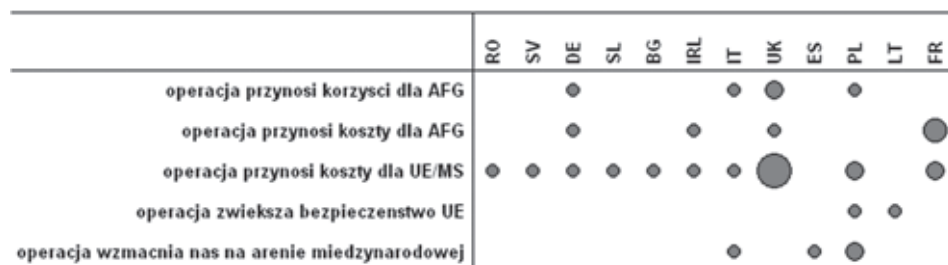 RO SV DE SL BG IRL IT UK ES PL LT FR
operacja przynosi korzysci dla AFG
operacja przynosi koszty dla AFG
operacja przynosi koszty dla UE/MS
operacja zwieksza bezpieczenstwo UE
operacja wzmacnia nas na arenie miedzynarodowej